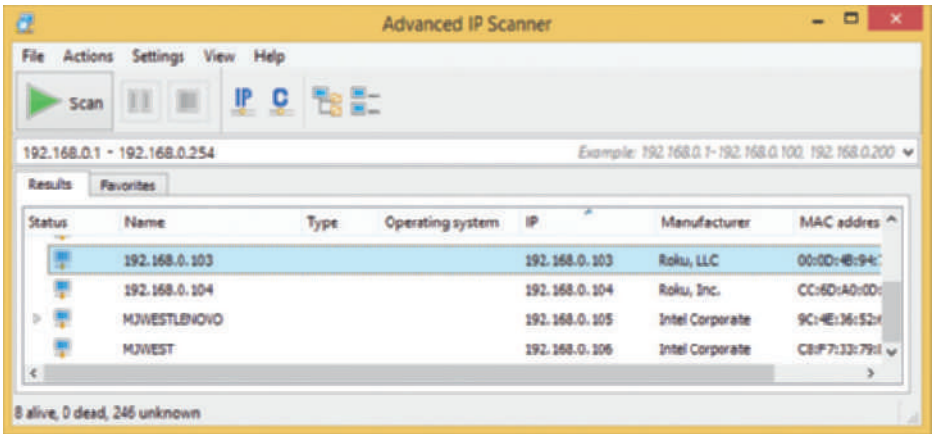 Advanced IP Scanner
File Actions Settings View Help
Scan IP C
192.168.0.1 - 192.168.0.254 Example: 192.168.0.1-192.168.0.100, 192.168.0.200
Results Favorites
Status Name Type Operating system IP Manufacturer MAC addres
192.168.0.103 192.168.0.103 Roku, LLC 00:0D:4B:94:
192.168.0.104 192.168.0.104 Roku, Inc. CC:6D:A0:0D:
MJWESTLENOVO 192.168.0.105 Intel Corporate 9C:4E:36:52:
MJWEST 192.168.0.106 Intel Corporate C8:F7:33:79:
8 alive, 0 dead, 246 unknown